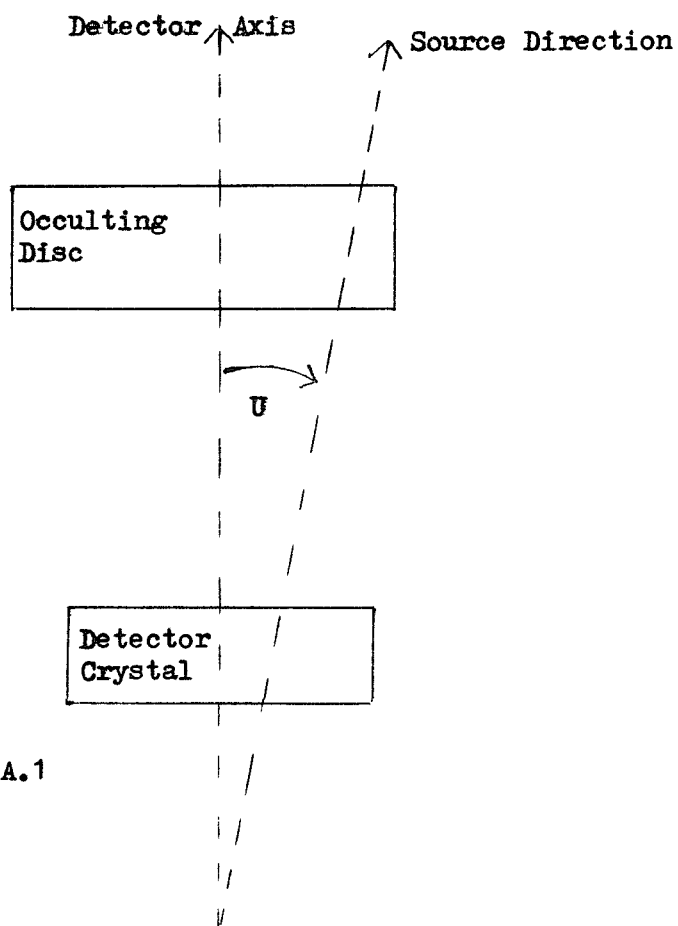 Detector Axis
Source Direction
Occulting
Disc
U
Detector
Crystal
A.1